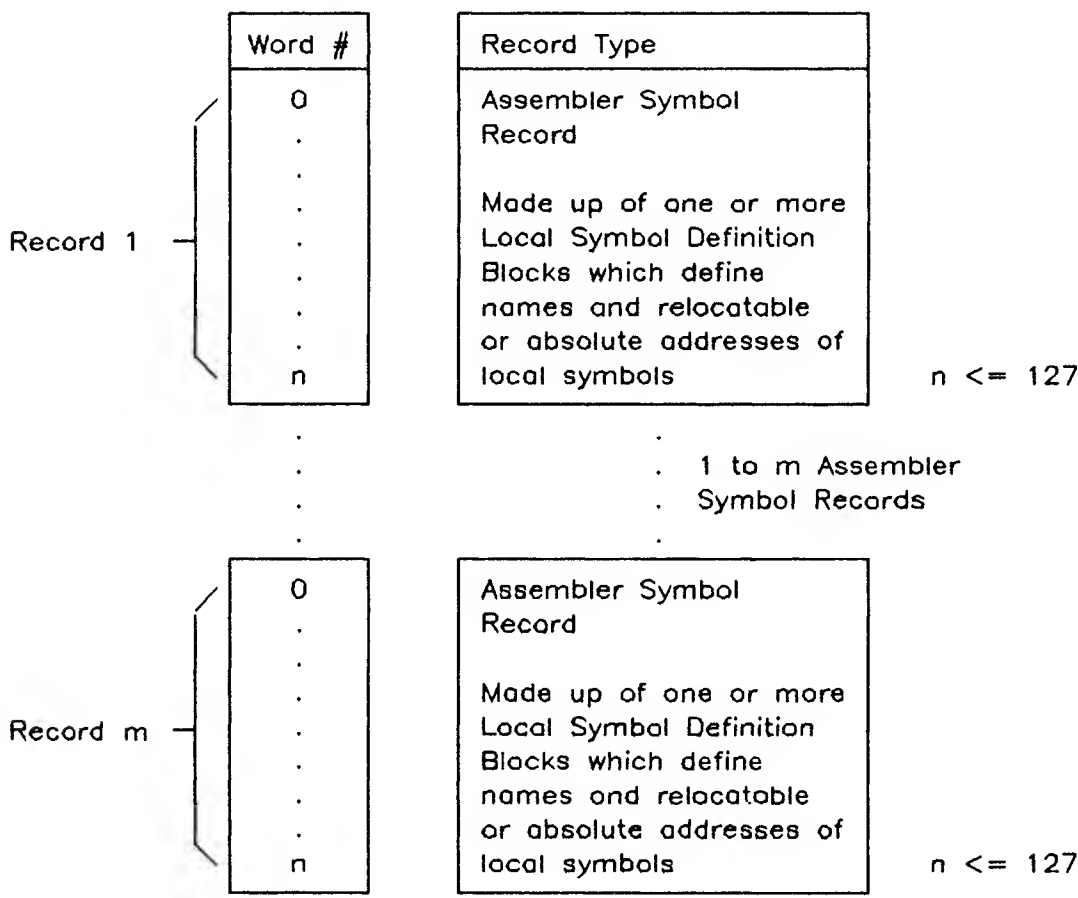 Word #
Record Type
0
Assembler Symbol
.
Record
.
.
Made up of one or more
Record 1
.
Local Symbol Definition
.
Blocks which define
.
names and relocatable
.
or absolute addresses of
n
local symbols
n <= 127
. .
. . 1 to m Assembler
. . Symbol Records
. .
0
Assembler Symbol
.
Record
.
.
Made up of one or more
Record m
.
Local Symbol Definition
.
Blocks which define
.
names and relocatable
.
or absolute addresses of
n
local symbols
n <= 127